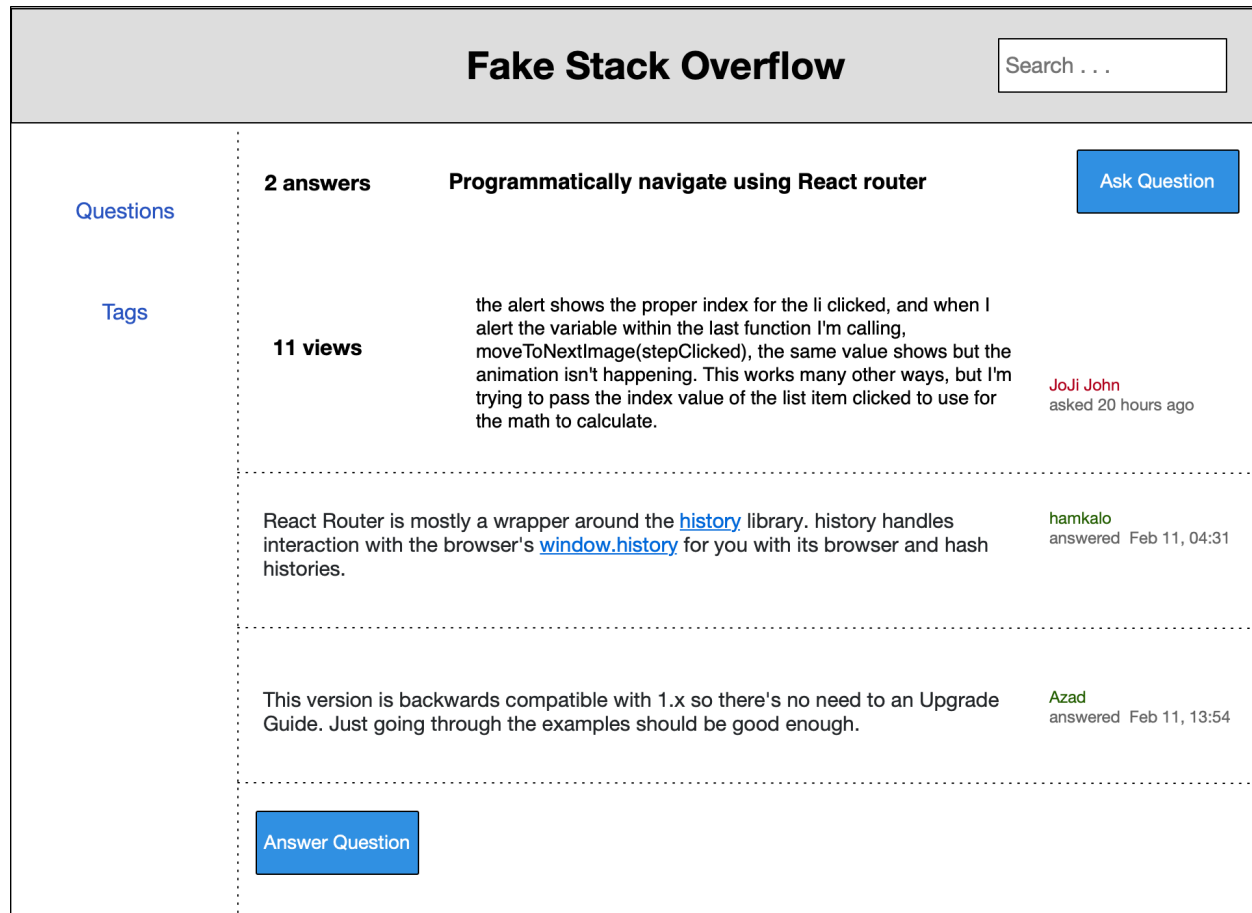 Fake Stack Overflow
Search . . .
Questions
Tags
2 answers
Programmatically navigate using React router
Ask Question
11 views
the alert shows the proper index for the li clicked, and when I
alert the variable within the last function I'm calling,
moveToNextImage(stepClicked), the same value shows but the
animation isn't happening. This works many other ways, but I'm
trying to pass the index value of the list item clicked to use for
the math to calculate.
JoJi John
asked 20 hours ago
React Router is mostly a wrapper around the history library. history handles
interaction with the browser's window.history for you with its browser and hash
histories.
hamkalo
answered  Feb 11, 04:31
This version is backwards compatible with 1.x so there's no need to an Upgrade
Guide. Just going through the examples should be good enough.
Azad
answered  Feb 11, 13:54
Answer Question